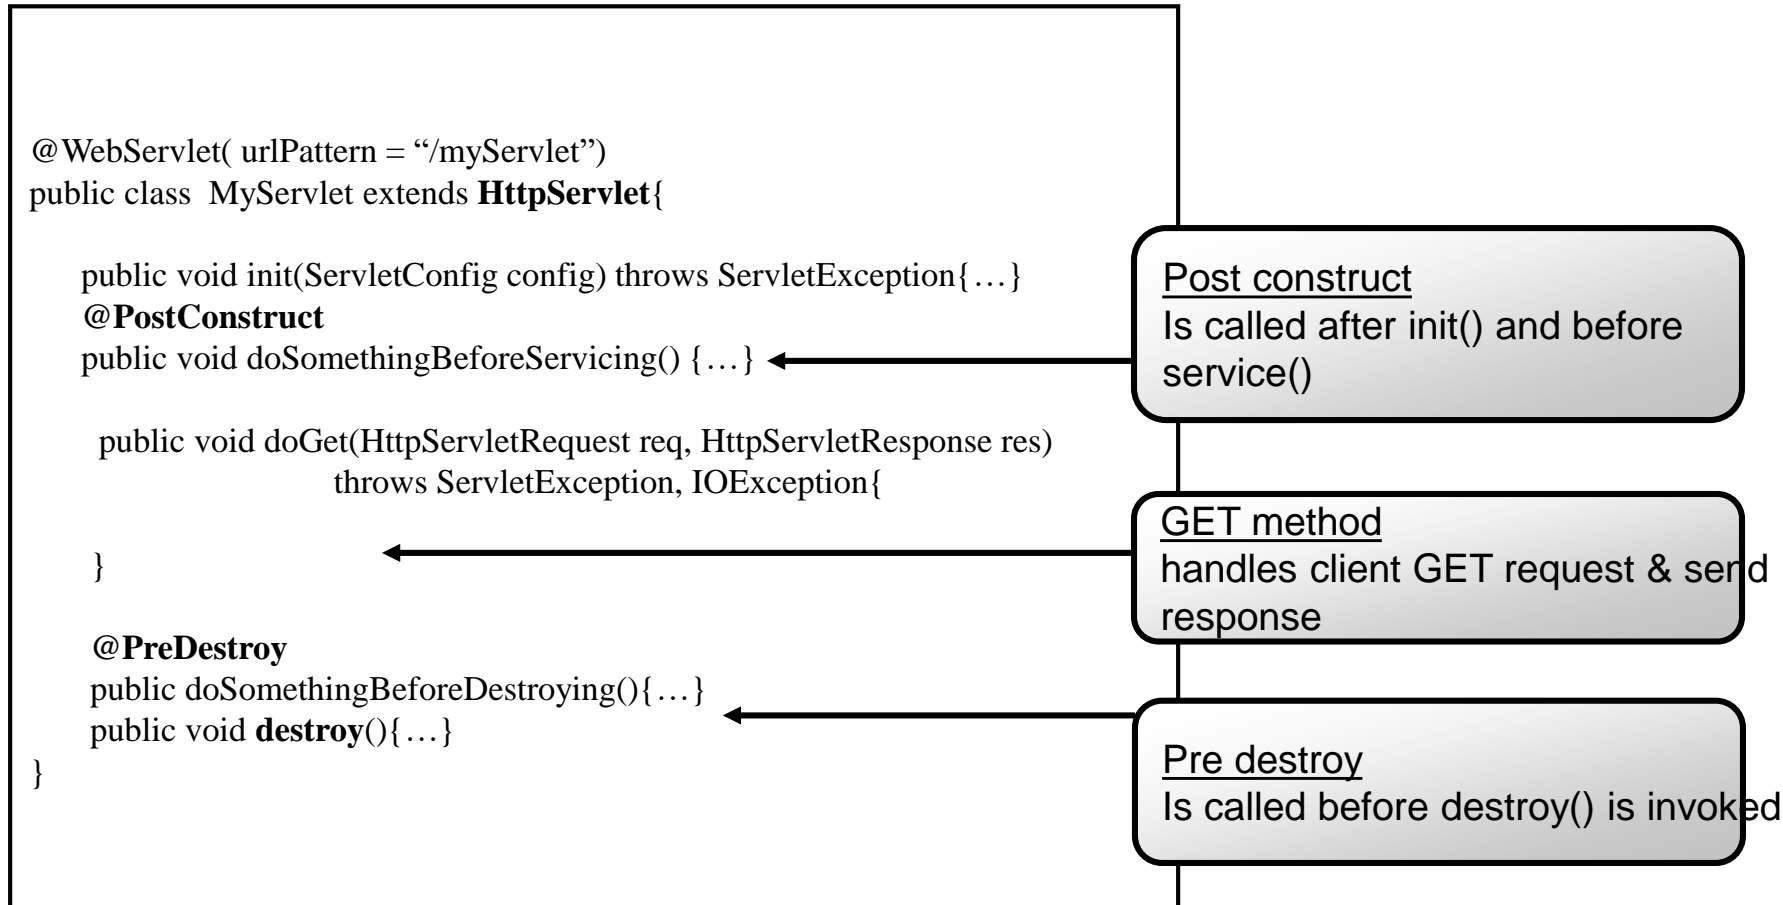 @WebServlet( urlPattern = “/myServlet”)
public class  MyServlet extends HttpServlet{
public void init(ServletConfig config) throws ServletException{…}
@PostConstruct
public void doSomethingBeforeServicing() {…}
public void doGet(HttpServletRequest req, HttpServletResponse res)
throws ServletException, IOException{
}
@PreDestroy
public doSomethingBeforeDestroying(){…}
public void destroy(){…}
}
Post construct
Is called after init() and before
service()
GET method
handles client GET request & send
response
Pre destroy
Is called before destroy() is invoked